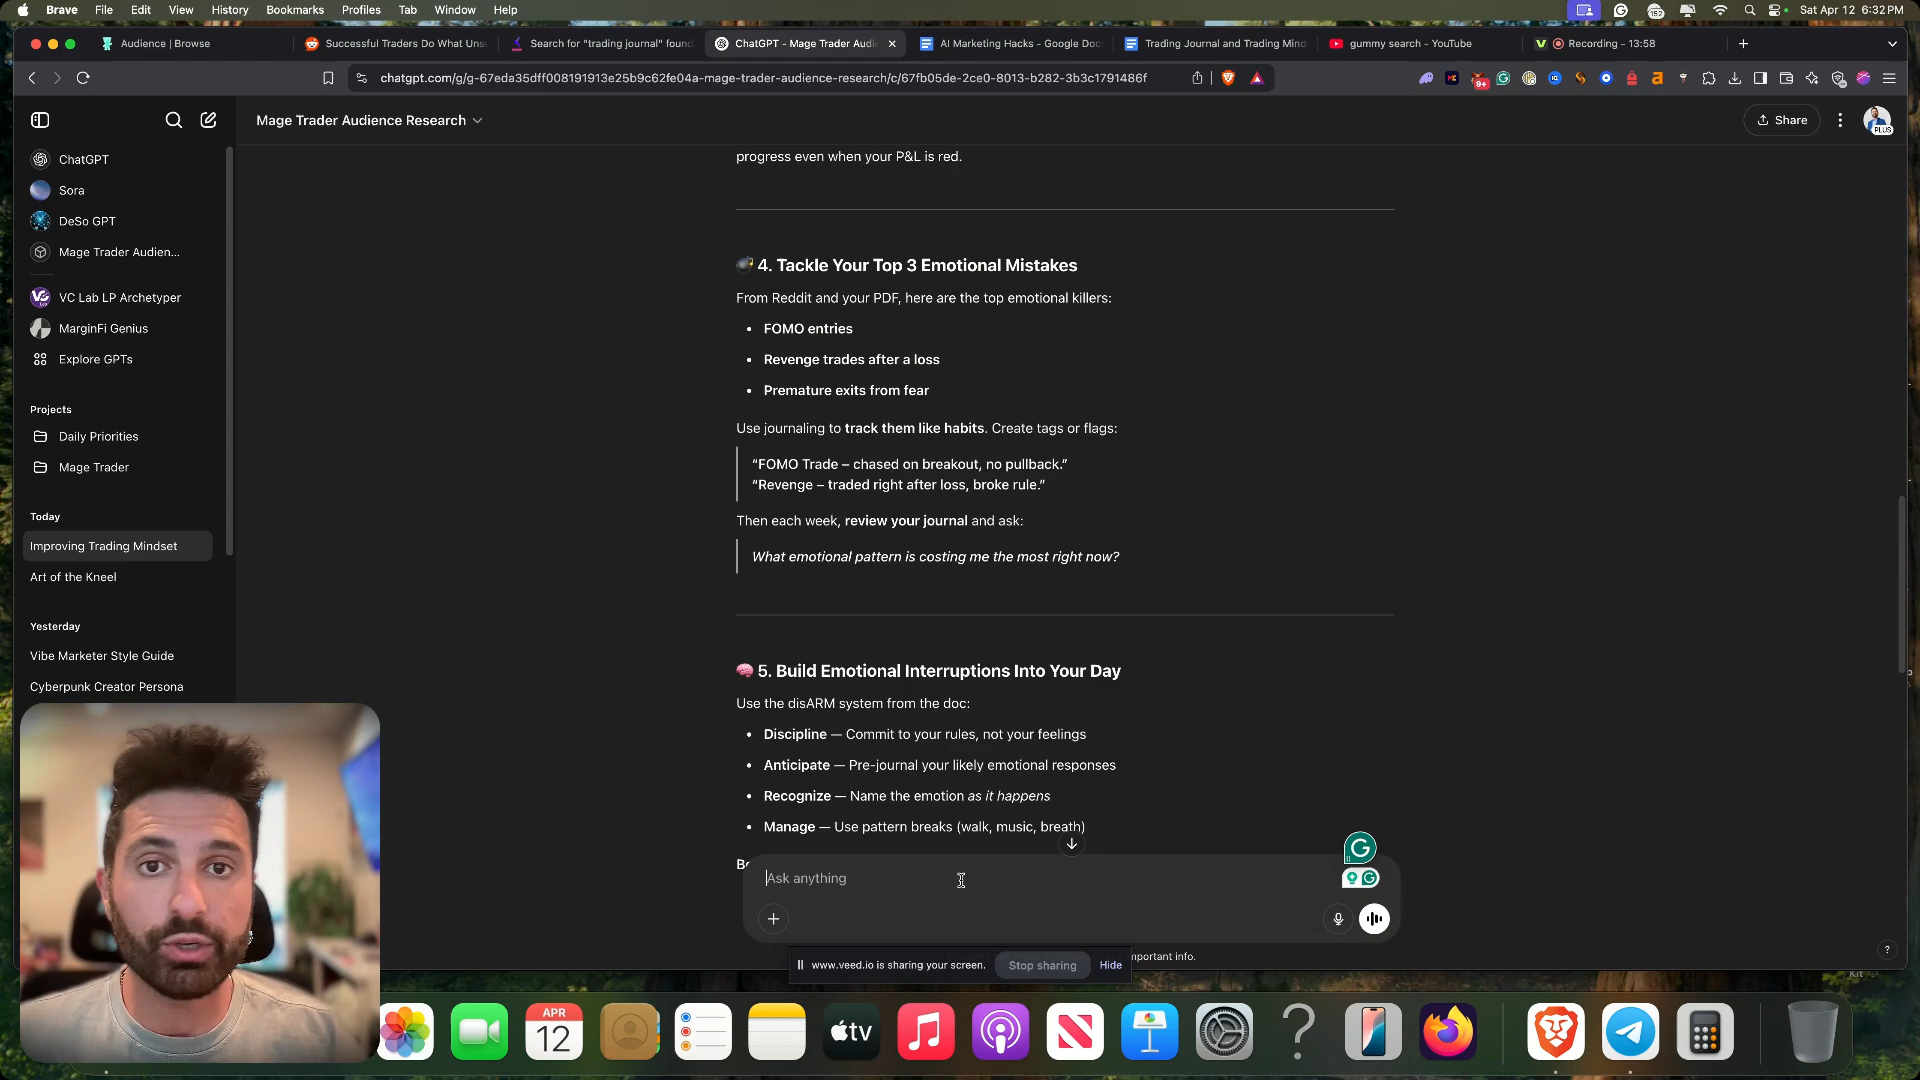 Brave File Edit View History Bookmarks Profiles Tab Window Help
152
Sat Apr 12 6:32 PM
Audience | Browse
Successful Traders Do What Unsu
Search for "trading journal" found
ChatGPT - Mage Trader Audi
AI Marketing Hacks - Google Doc
Trading Journal and Trading Mind
gummy search - YouTube
Recording - 13:58
chatgpt.com/g/g-67eda35dff008191913e25b9c62fe04a-mage-trader-audience-research/c/67fb05de-2ce0-8013-b282-3b3c1791486f
9+
Mage Trader Audience Research
Share
PLUS
ChatGPT
Sora
DeSo GPT
Mage Trader Audien...
VC Lab LP Archetyper
MarginFi Genius
Explore GPTs
Projects
Daily Priorities
Mage Trader
Today
Improving Trading Mindset
Art of the Kneel
Yesterday
Vibe Marketer Style Guide
Cyberpunk Creator Persona
progress even when your P&L is red.
4. Tackle Your Top 3 Emotional Mistakes
From Reddit and your PDF, here are the top emotional killers:
• FOMO entries
• Revenge trades after a loss
• Premature exits from fear
Use journaling to track them like habits. Create tags or flags:
“FOMO Trade – chased on breakout, no pullback.”
“Revenge – traded right after loss, broke rule.”
Then each week, review your journal and ask:
What emotional pattern is costing me the most right now?
5. Build Emotional Interruptions Into Your Day
Use the disARM system from the doc:
• Discipline — Commit to your rules, not your feelings
• Anticipate — Pre-journal your likely emotional responses
• Recognize — Name the emotion as it happens
• Manage — Use pattern breaks (walk, music, breath)
Ask anything
important info.
www.veed.io is sharing your screen.
Stop sharing
Hide
?
APR
12
tv